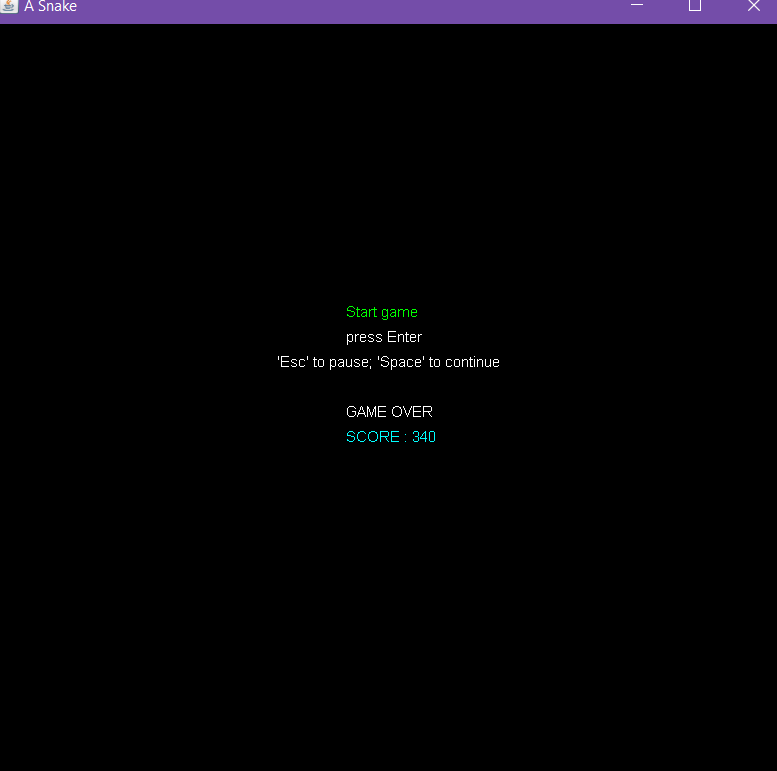 A Snake
Start game
press Enter
'Esc' to pause; 'Space' to continue
GAME OVER
SCORE : 340